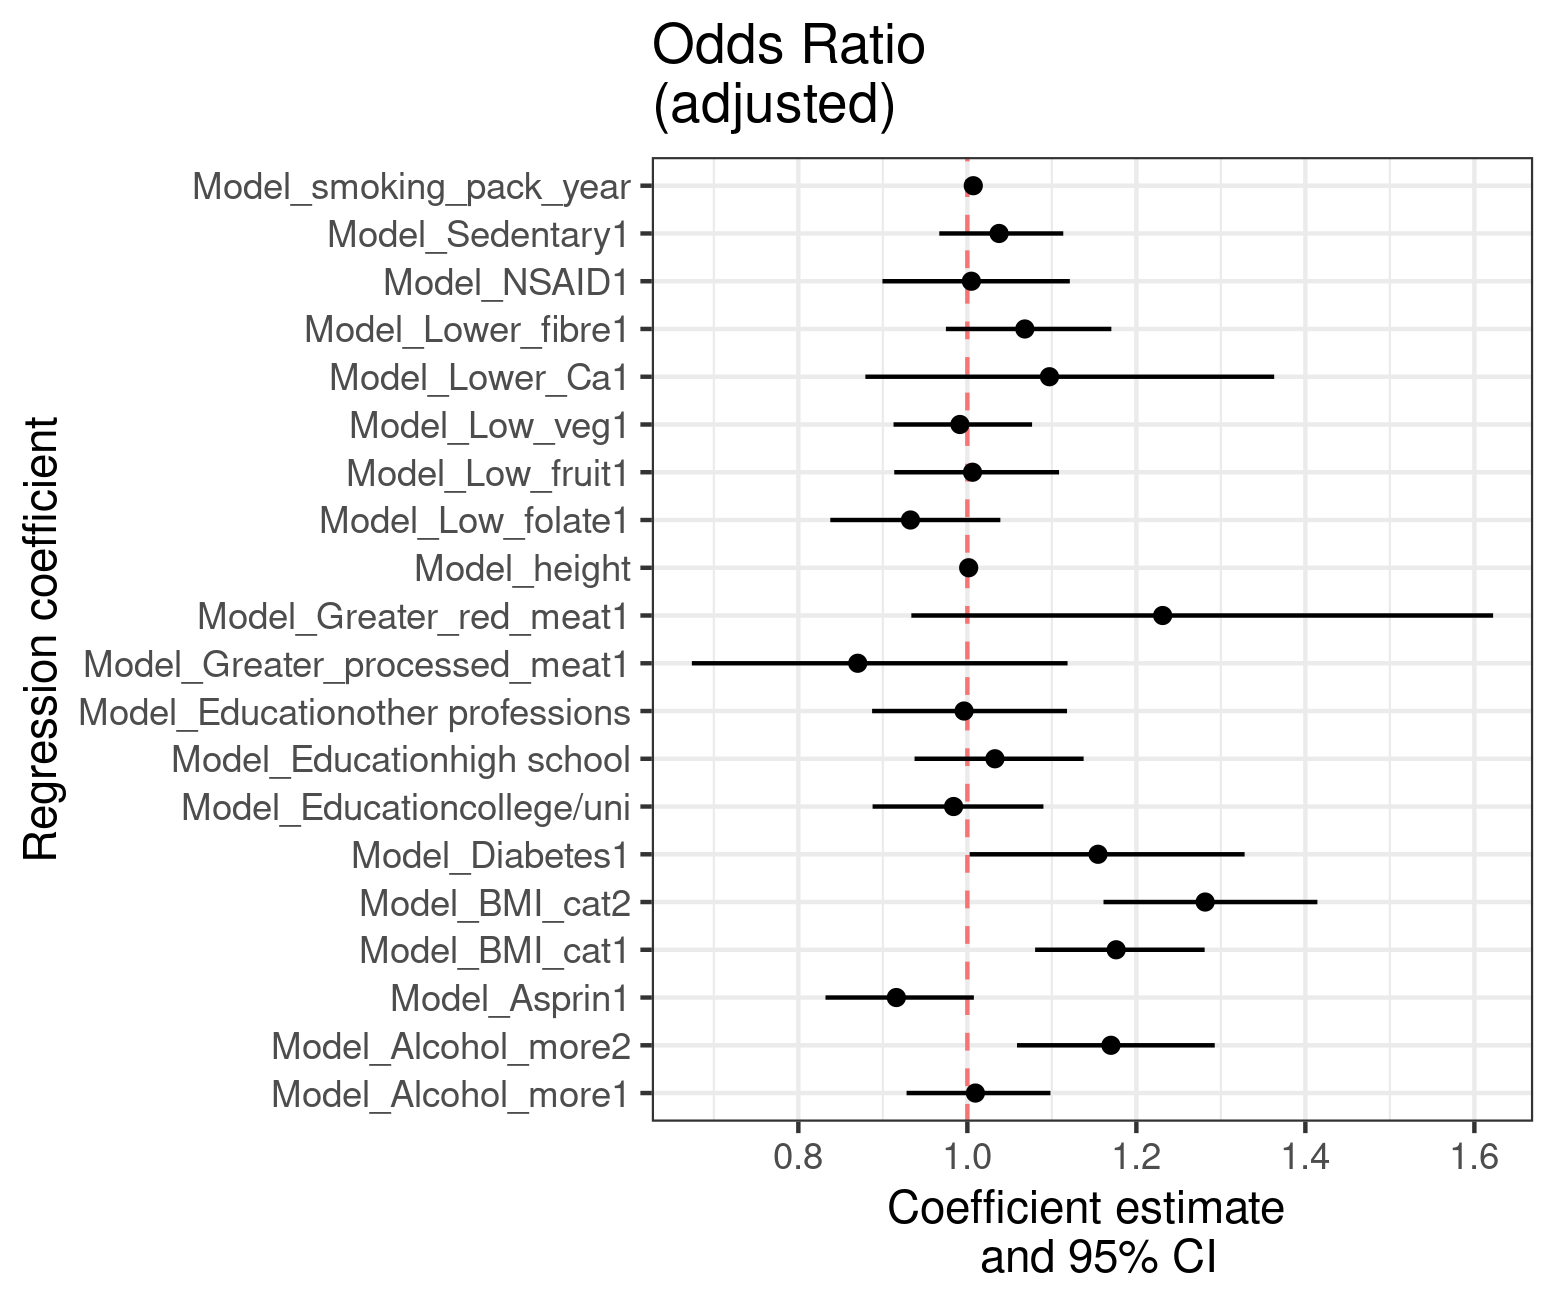 Odds Ratio
(adjusted)
Model_smoking_pack_year
Model_Sedentary1
Model_NSAID1
Model_Lower_fibre1
Model_Lower_Ca1
Model_Low_veg1
Model_Low_fruit1
Model_Low_folate1
Model_height
Model_Greater_red_meat1
Model_Greater_processed_meat1
Model_Educationother professions
Model_Educationhigh school
Model_Educationcollege/uni
Model_Diabetes1
Model_BMI_cat2
Model_BMI_cat1
Model_Asprin1
Model_Alcohol_more2
Model_Alcohol_more1
Regression coefficient
0.8 1.0 1.2 1.4 1.6
Coefficient estimate
and 95% CI